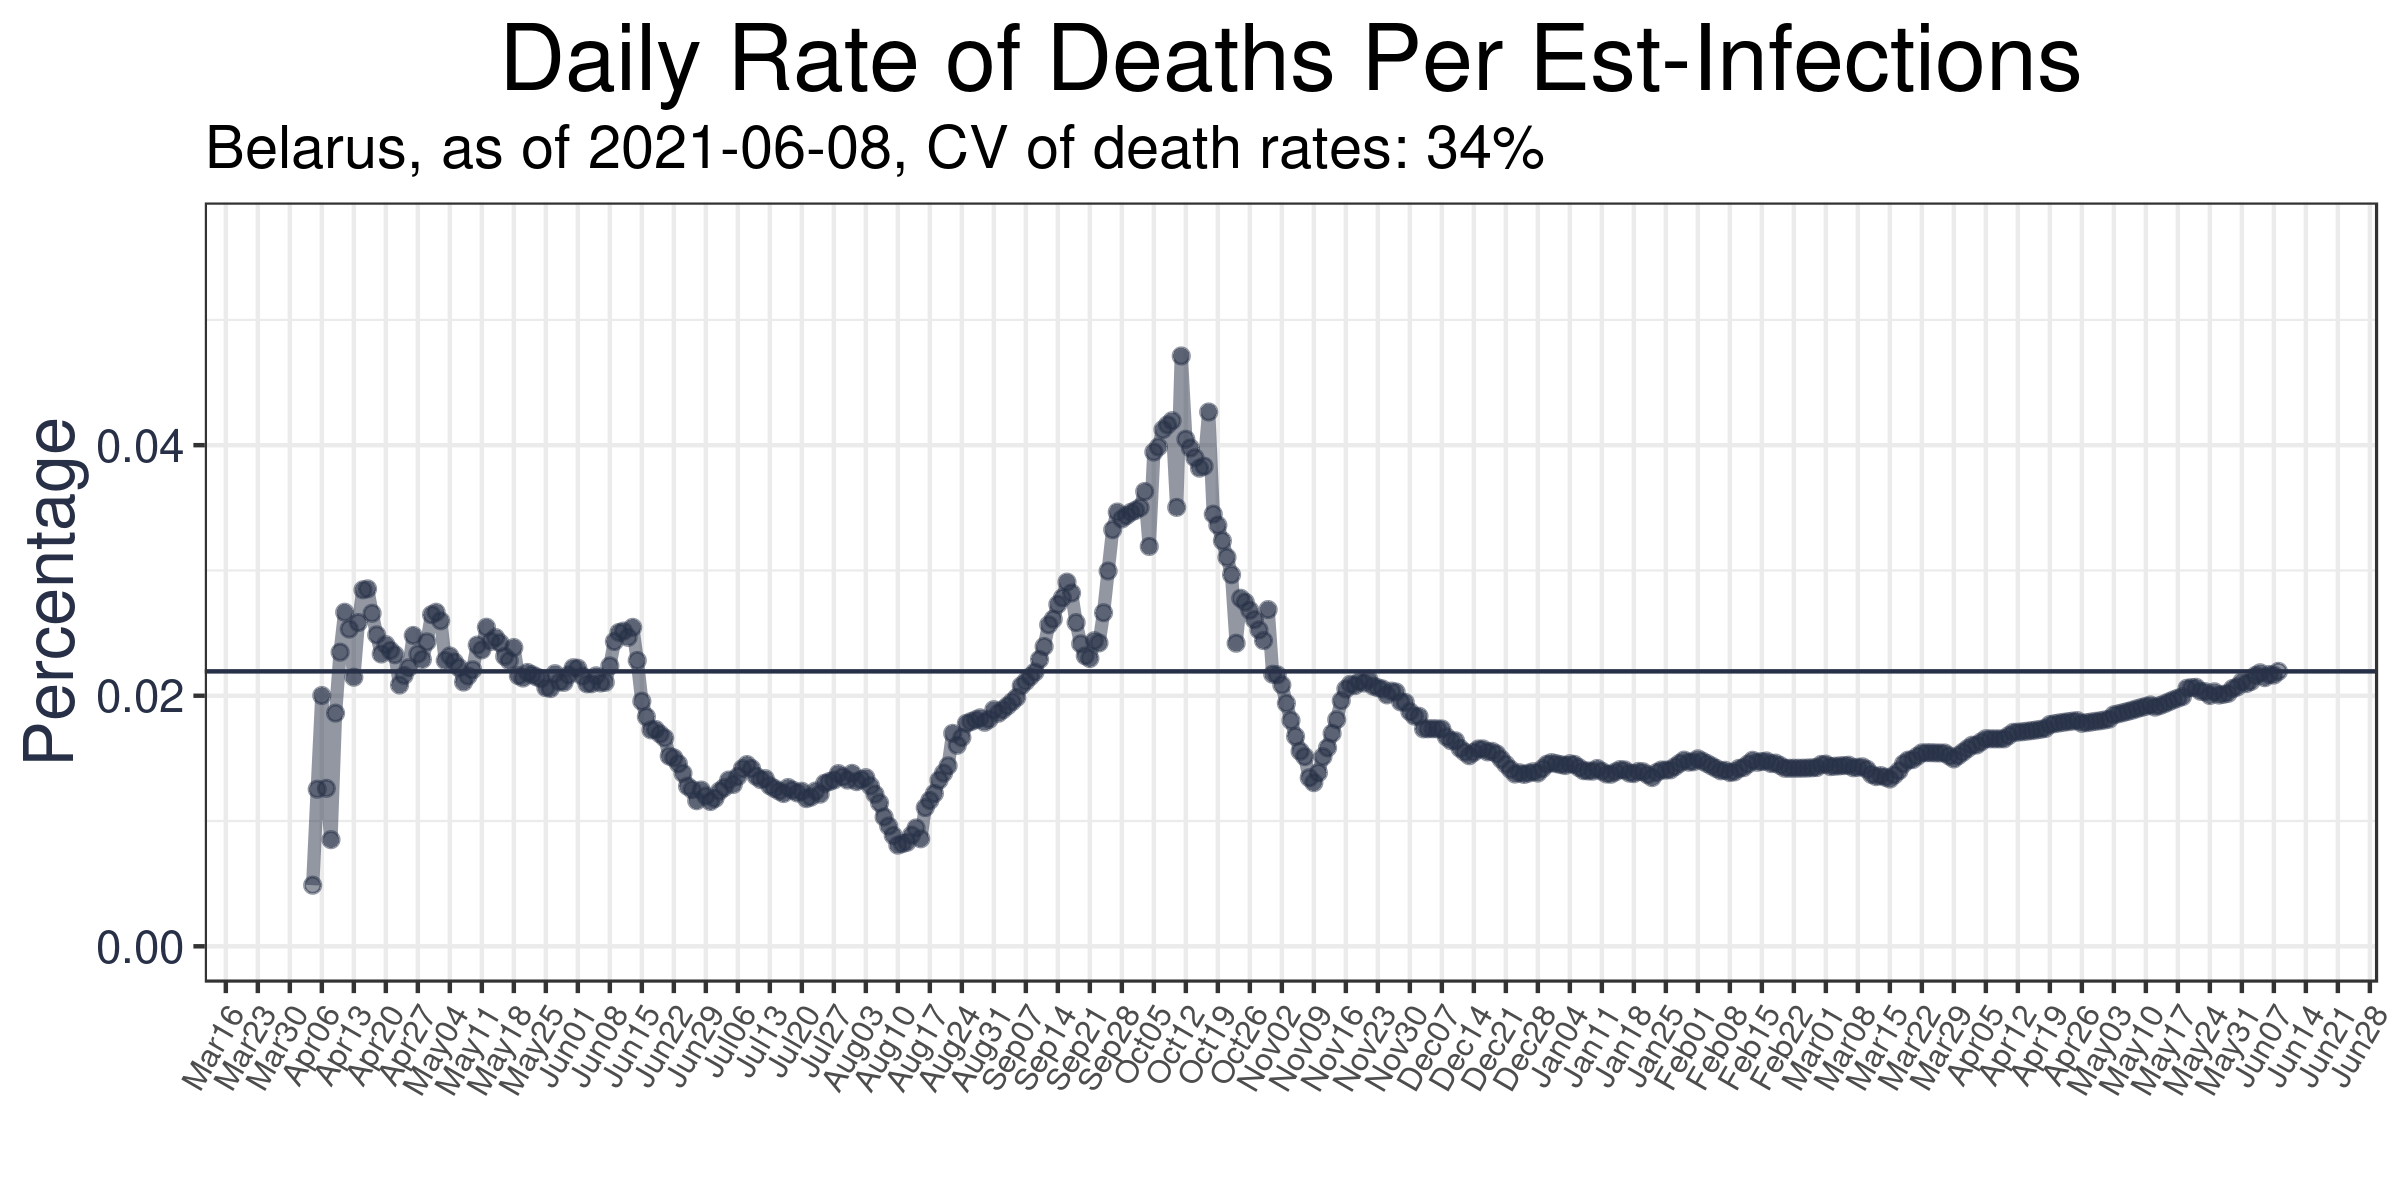 Daily Rate of Deaths Per Est-Infections
Belarus, as of 2021-06-08, CV of death rates: 34%
Percentage
0.04
0.02
0.00
Mar16
Mar23
Mar30
Apr06
Apr13
Apr20
Apr27
May04
May11
May18
May25
Jun01
Jun08
Jun15
Jun22
Jun29
Jul06
Jul13
Jul20
Jul27
Aug03
Aug10
Aug17
Aug24
Aug31
Sep07
Sep14
Sep21
Sep28
Oct05
Oct12
Oct19
Oct26
Nov02
Nov09
Nov16
Nov23
Nov30
Dec07
Dec14
Dec21
Dec28
Jan04
Jan11
Jan18
Jan25
Feb01
Feb08
Feb15
Feb22
Mar01
Mar08
Mar15
Mar22
Mar29
Apr05
Apr12
Apr19
Apr26
May03
May10
May17
May24
May31
Jun07
Jun14
Jun21
Jun28